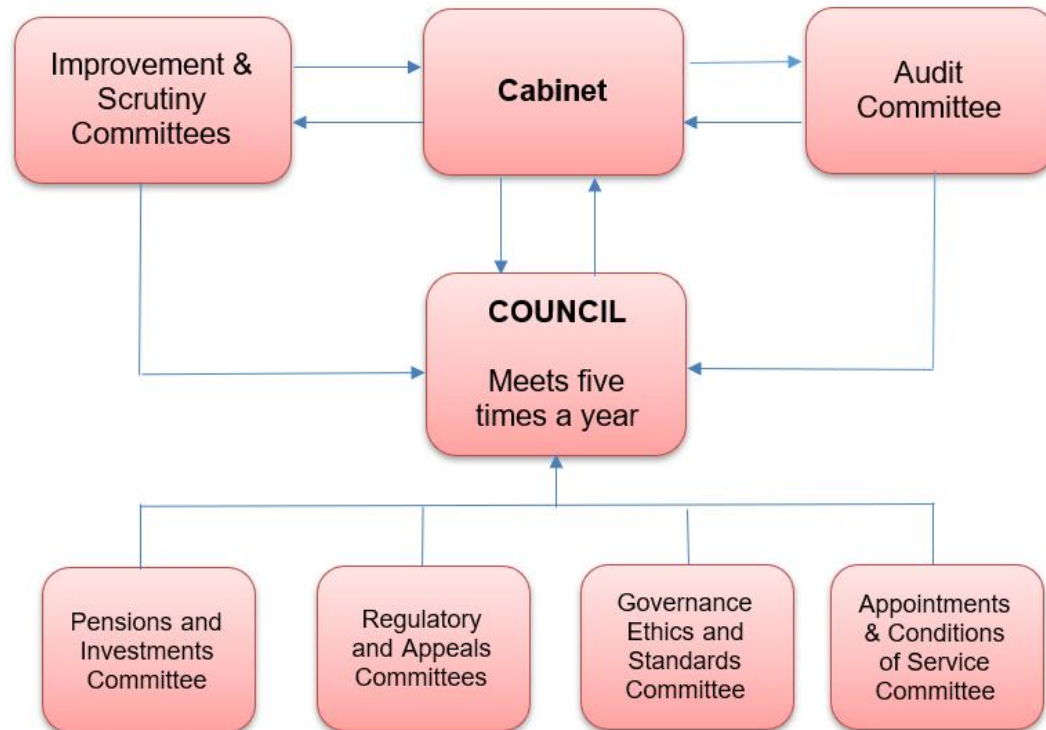 Improvement &
Scrutiny
Committees
Cabinet
Audit
Committee
COUNCIL
Meets five
times a year
Pensions and
Investments
Committee
Regulatory
and Appeals
Committees
Governance
Ethics and
Standards
Committee
Appointments
& Conditions
of Service
Committee